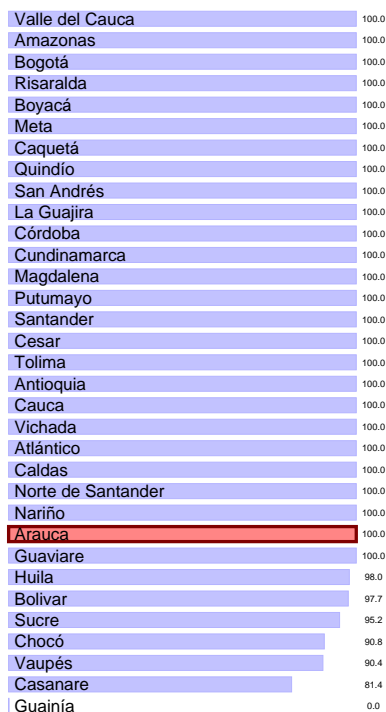 Valle del Cauca 100.0
Amazonas 100.0
Bogotá 100.0
Risaralda 100.0
Boyacá 100.0
Meta 100.0
Caquetá 100.0
Quindío 100.0
San Andrés 100.0
La Guajira 100.0
Córdoba 100.0
Cundinamarca 100.0
Magdalena 100.0
Putumayo 100.0
Santander 100.0
Cesar 100.0
Tolima 100.0
Antioquia 100.0
Cauca 100.0
Vichada 100.0
Atlántico 100.0
Caldas 100.0
Norte de Santander 100.0
Nariño 100.0
Arauca 100.0
Guaviare 100.0
Huila 98.0
Bolivar 97.7
Sucre 95.2
Chocó 90.8
Vaupés 90.4
Casanare 81.4
Guainía 0.0